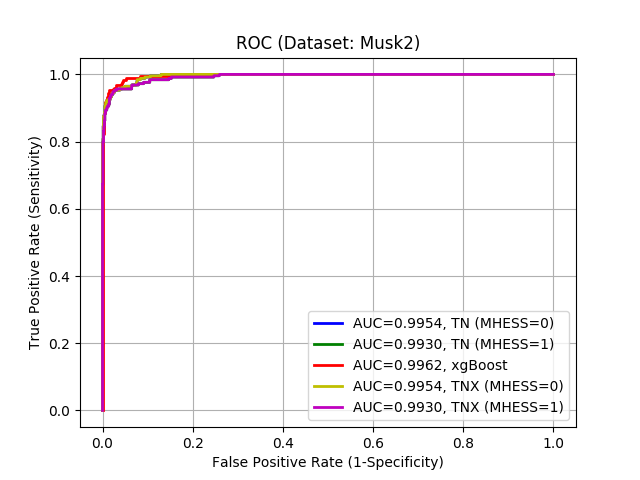 ROC (Dataset: Musk2)
True Positive Rate (Sensitivity)
1.0
0.8
0.6
0.4
0.2
0.0
AUC=0.9954, TN (MHESS=0)
AUC=0.9930, TN (MHESS=1)
AUC=0.9962, xgBoost
AUC=0.9954, TNX (MHESS=0)
AUC=0.9930, TNX (MHESS=1)
0.0 0.2 0.4 0.6 0.8 1.0
False Positive Rate (1-Specificity)